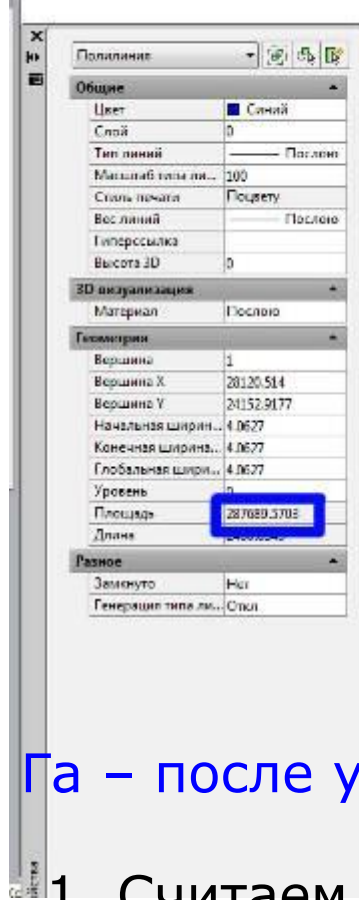 Полилиния
Общие
Цвет Синий
Слой 0
Тип линий Послою
Масштаб типа ли... 100
Стиль печати Поцвету
Вес линий Послою
Гиперссылка
Высота 3D 0
3D визуализация
Материал Послою
Геометрия
Вершина 1
Вершина X 28120.514
Вершина Y 24152.9177
Начальная ширин... 4.0627
Конечная ширина... 4.0627
Глобальная шири... 4.0627
Уровень
Площадь 287689.5703
Длина
Разное
Замкнуто Нет
Генерация типа ли... Откл
Га – после у
1 Считаем